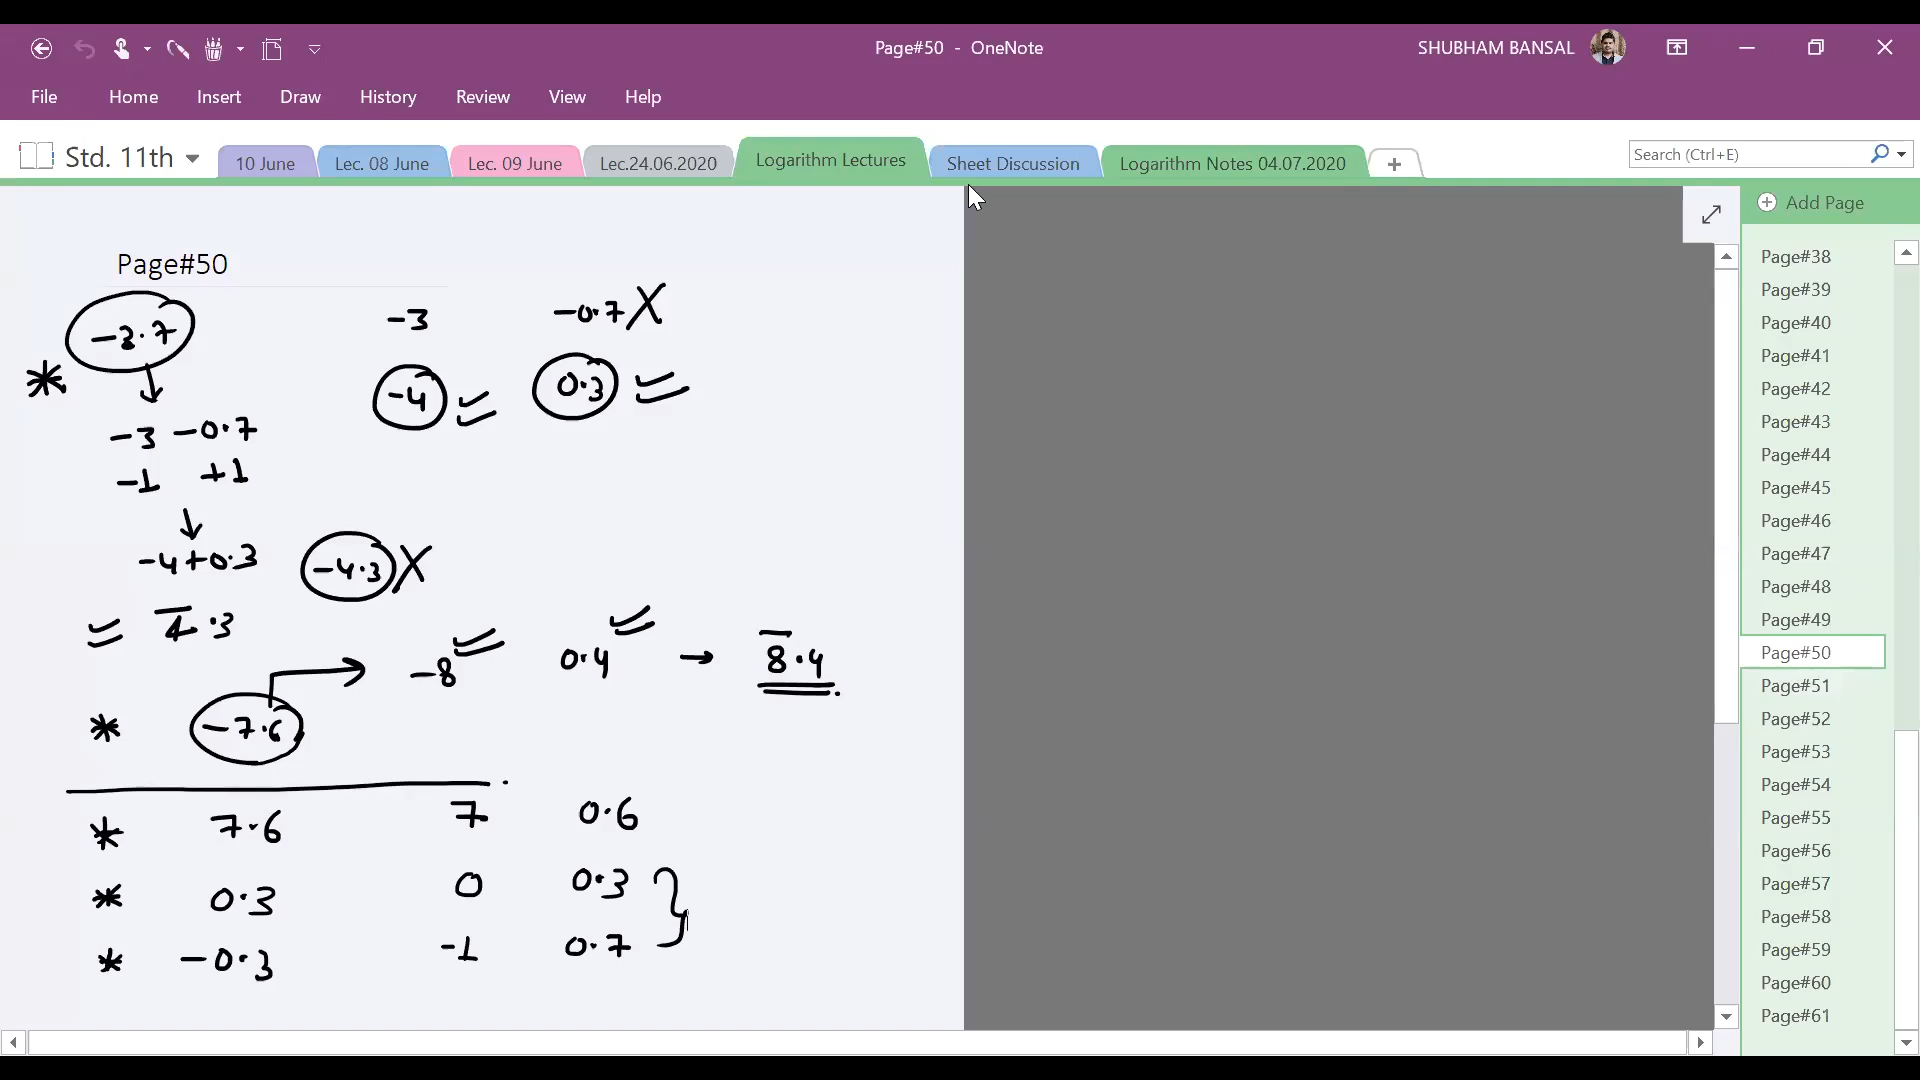 Page#50 - OneNote
SHUBHAM BANSAL
File Home Insert Draw History Review View Help
Std. 11th
10 June
Lec. 08 June
Lec. 09 June
Lec.24.06.2020
Logarithm Lectures
Sheet Discussion
Logarithm Notes 04.07.2020
+
Search (Ctrl+E)
Add Page
Page#50
-3.7 -3 -0.7 X
* -4 0.3
-3 -0.7
-1 +1
-4+0.3 -4.3 X
4̅.3
-8 0.4 → 8̅.4
* -7.6
* 7.6 7 0.6
* 0.3 0 0.3
* -0.3 -1 0.7
Page#38
Page#39
Page#40
Page#41
Page#42
Page#43
Page#44
Page#45
Page#46
Page#47
Page#48
Page#49
Page#50
Page#51
Page#52
Page#53
Page#54
Page#55
Page#56
Page#57
Page#58
Page#59
Page#60
Page#61